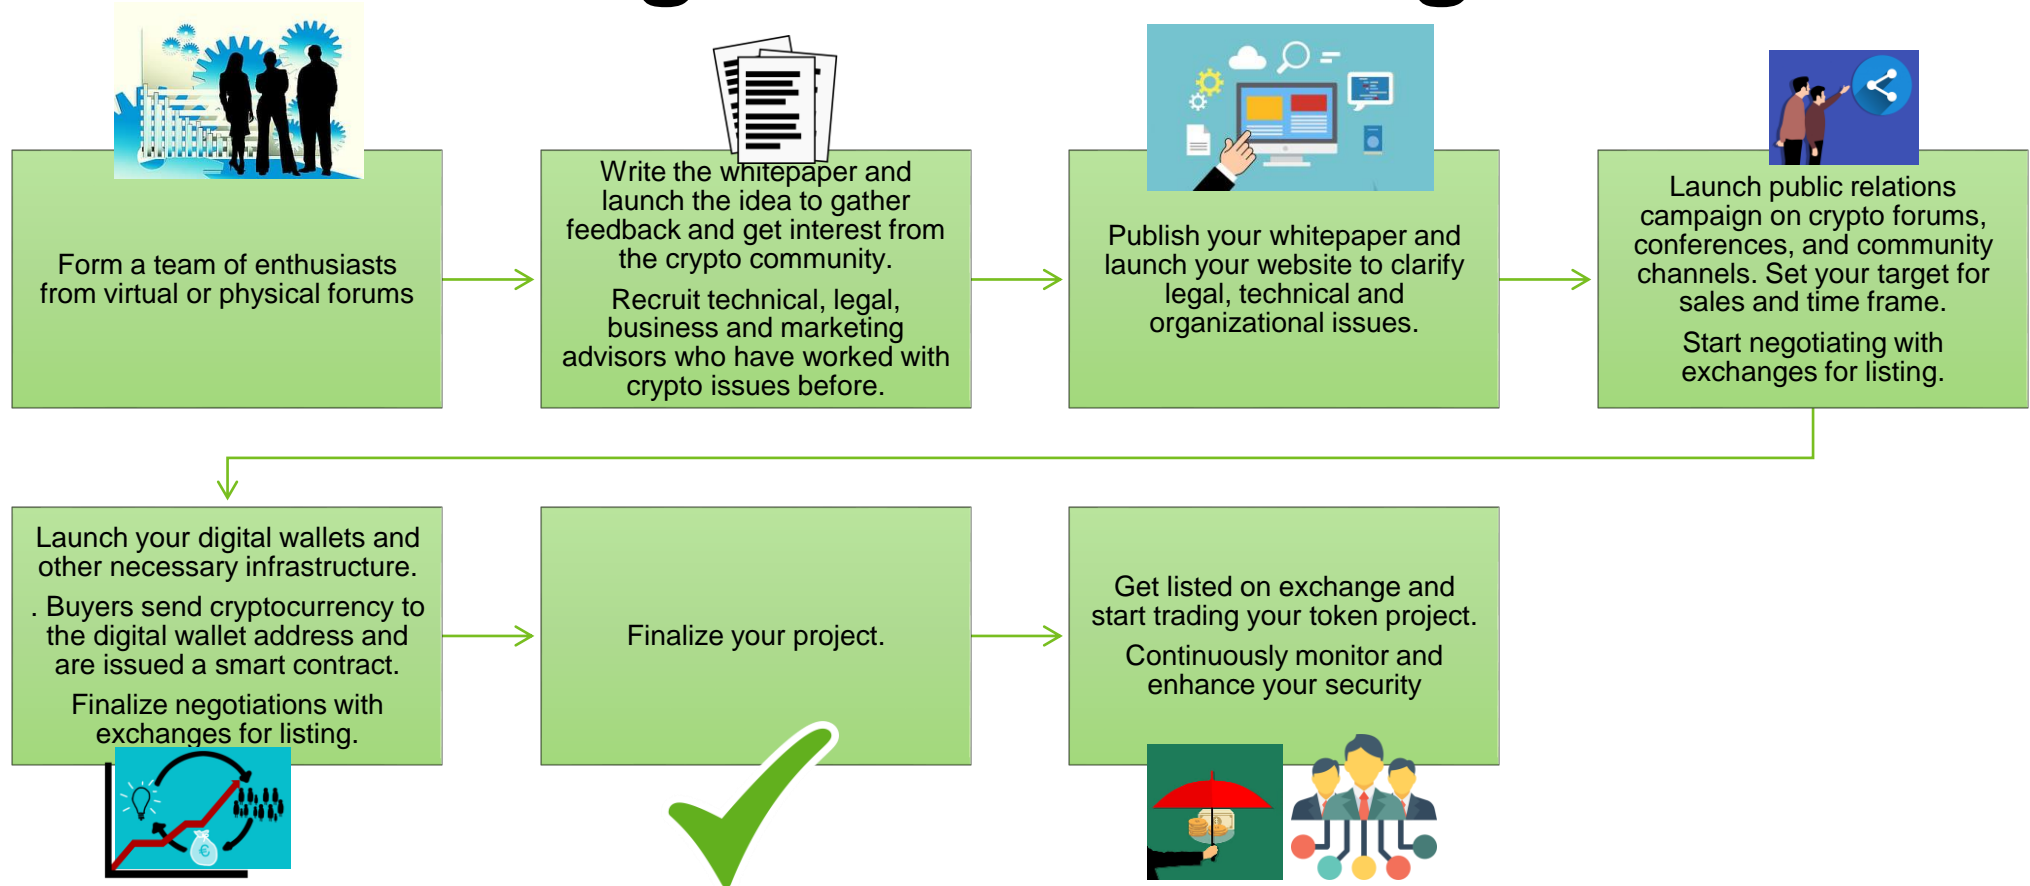 Form a team of enthusiasts
from virtual or physical forums
Write the whitepaper and
launch the idea to gather
feedback and get interest from
the crypto community.
Recruit technical, legal,
business and marketing
advisors who have worked with
crypto issues before.
Publish your whitepaper and
launch your website to clarify
legal, technical and
organizational issues.
Launch public relations
campaign on crypto forums,
conferences, and community
channels. Set your target for
sales and time frame.
Start negotiating with
exchanges for listing.
Launch your digital wallets and
other necessary infrastructure.
. Buyers send cryptocurrency to
the digital wallet address and
are issued a smart contract.
Finalize negotiations with
exchanges for listing.
Finalize your project.
Get listed on exchange and
start trading your token project.
Continuously monitor and
enhance your security